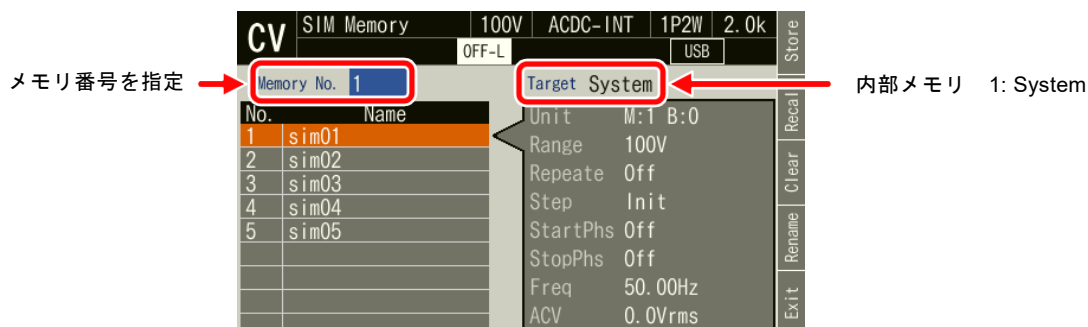 CV SIM Memory 100V ACDC-INT 1P2W 2.0k
OFF-L USB
メモリ番号を指定 Memory No. 1 Target System 内部メモリ 1: System
No. Name
1 sim01
2 sim02
3 sim03
4 sim04
5 sim05
Unit M:1 B:0
Range 100V
Repeate Off
Step Init
StartPhs Off
StopPhs Off
Freq 50.00Hz
ACV 0.0Vrms
Store
Recal
Clear
Rename
Exit